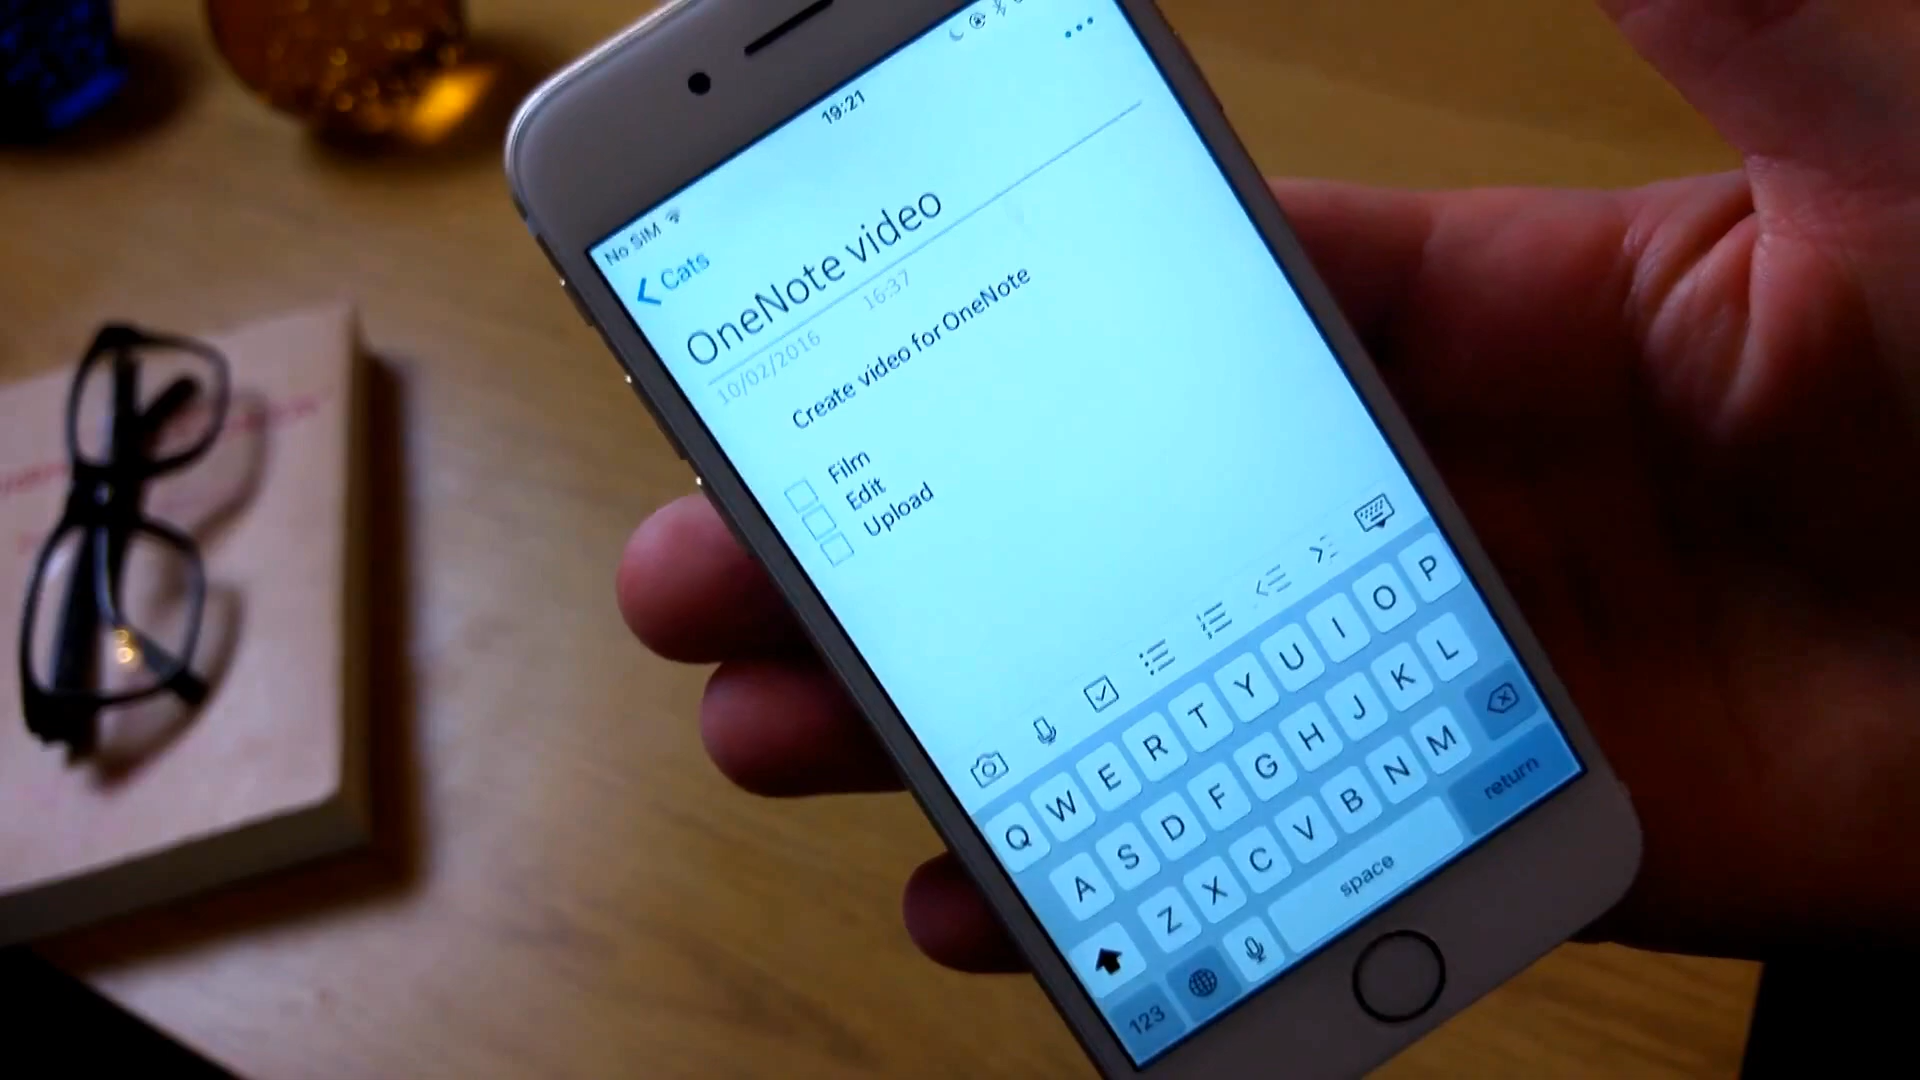 No SIM 19:21
Cats
OneNote video
10/02/2016 16:37
Create video for OneNote
Film
Edit
Upload
Q W E R T Y U I O P
A S D F G H J K L
Z X C V B N M
123 space return